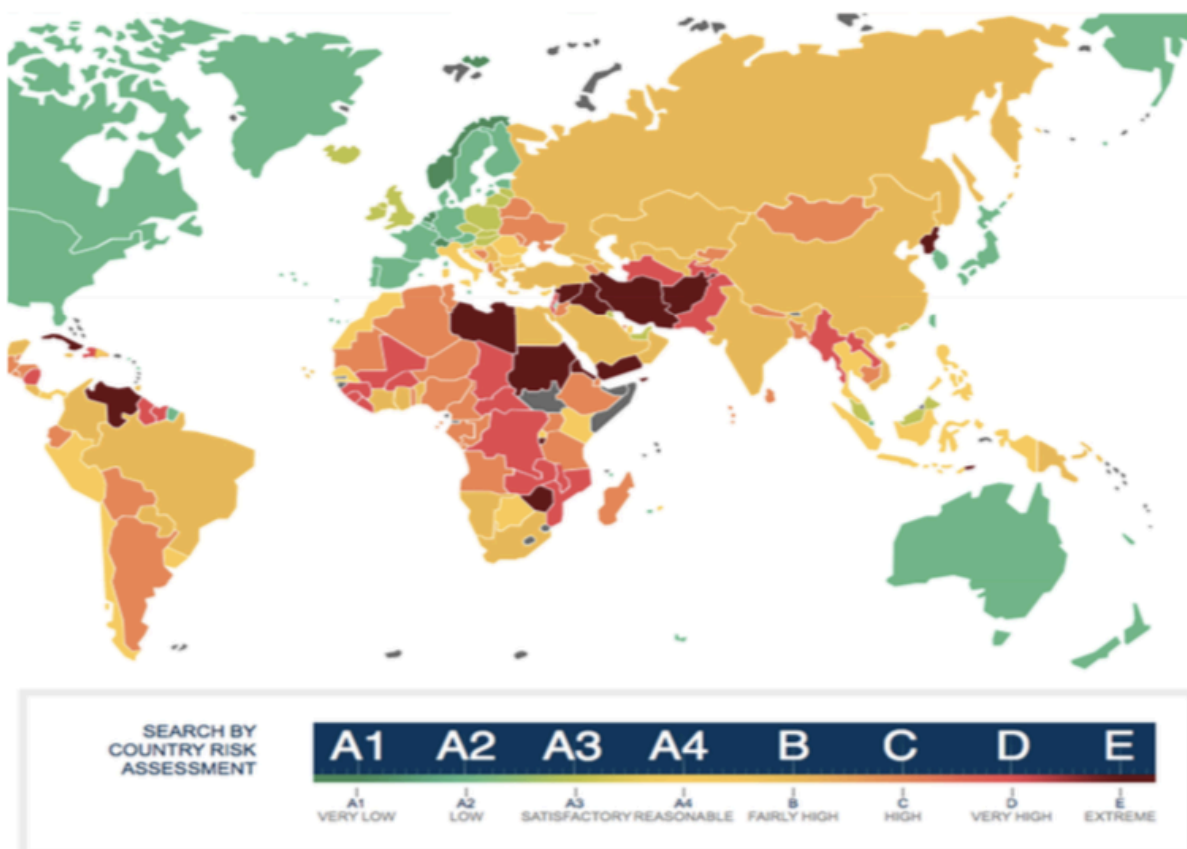 SEARCH BY
COUNTRY RISK
ASSESSMENT
A1 A2 A3 A4 B C D E
A1 A2 A3 A4 B C D E
VERY LOW LOW SATISFACTORY REASONABLE FAIRLY HIGH HIGH VERY HIGH EXTREME